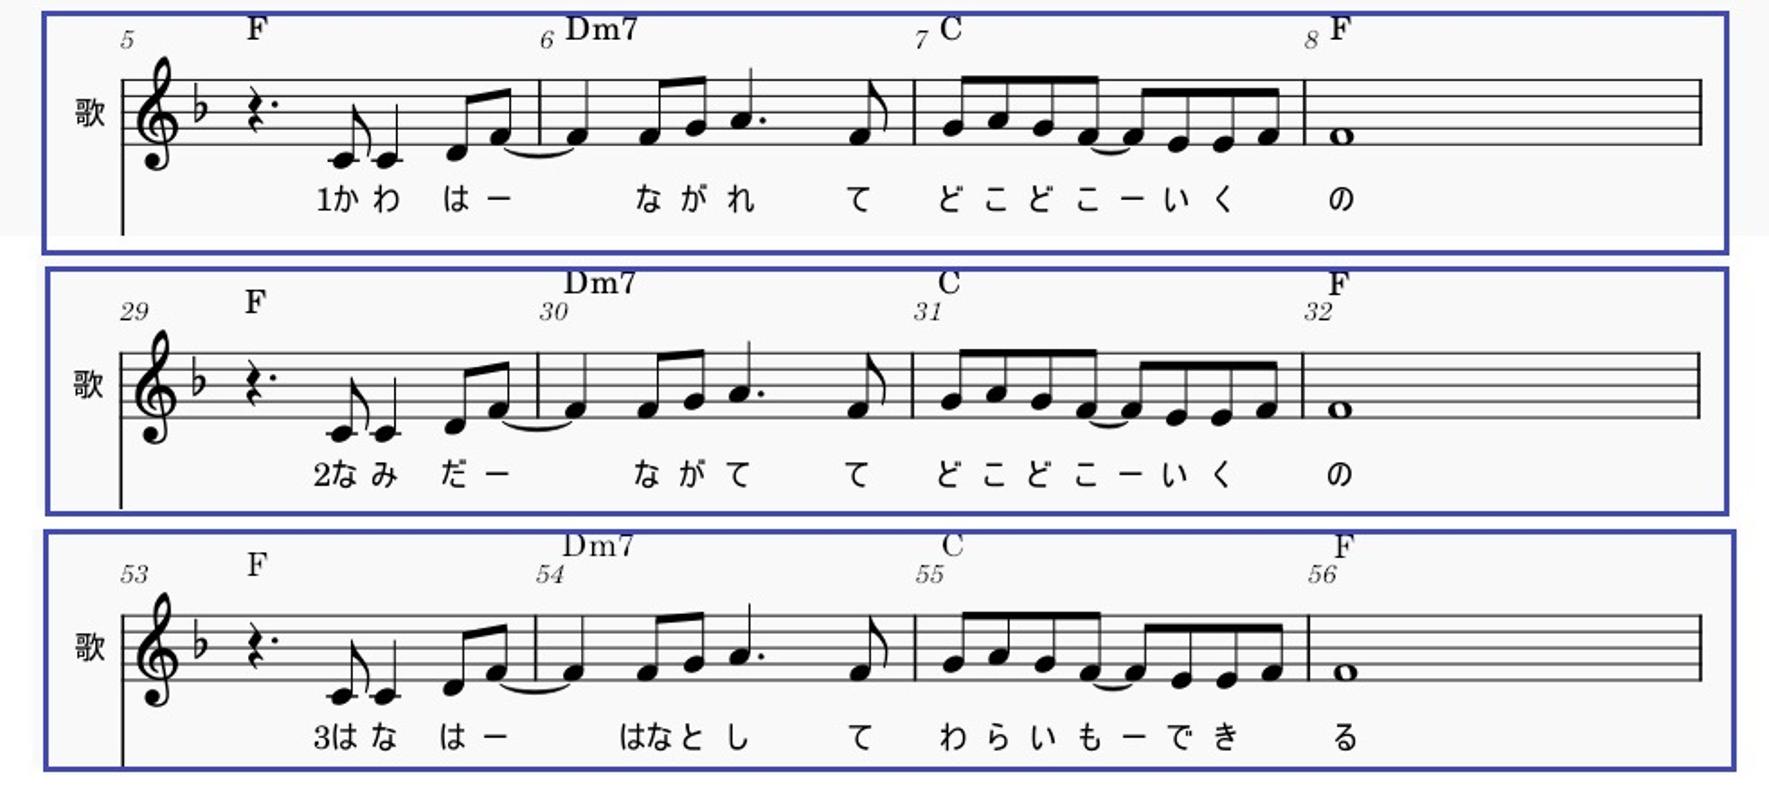 F Dm7 C F
5 6 7 8
歌
1か わ は ー な が れ て ど こ ど こ ー い く の
Dm7 C F
F
29 30 31 32
歌
2な み だ ー な が て て ど こ ど こ ー い く の
Dm7 C F
F
53 54 55 56
歌
3は な は ー はな と し て わ ら い も ー で き る